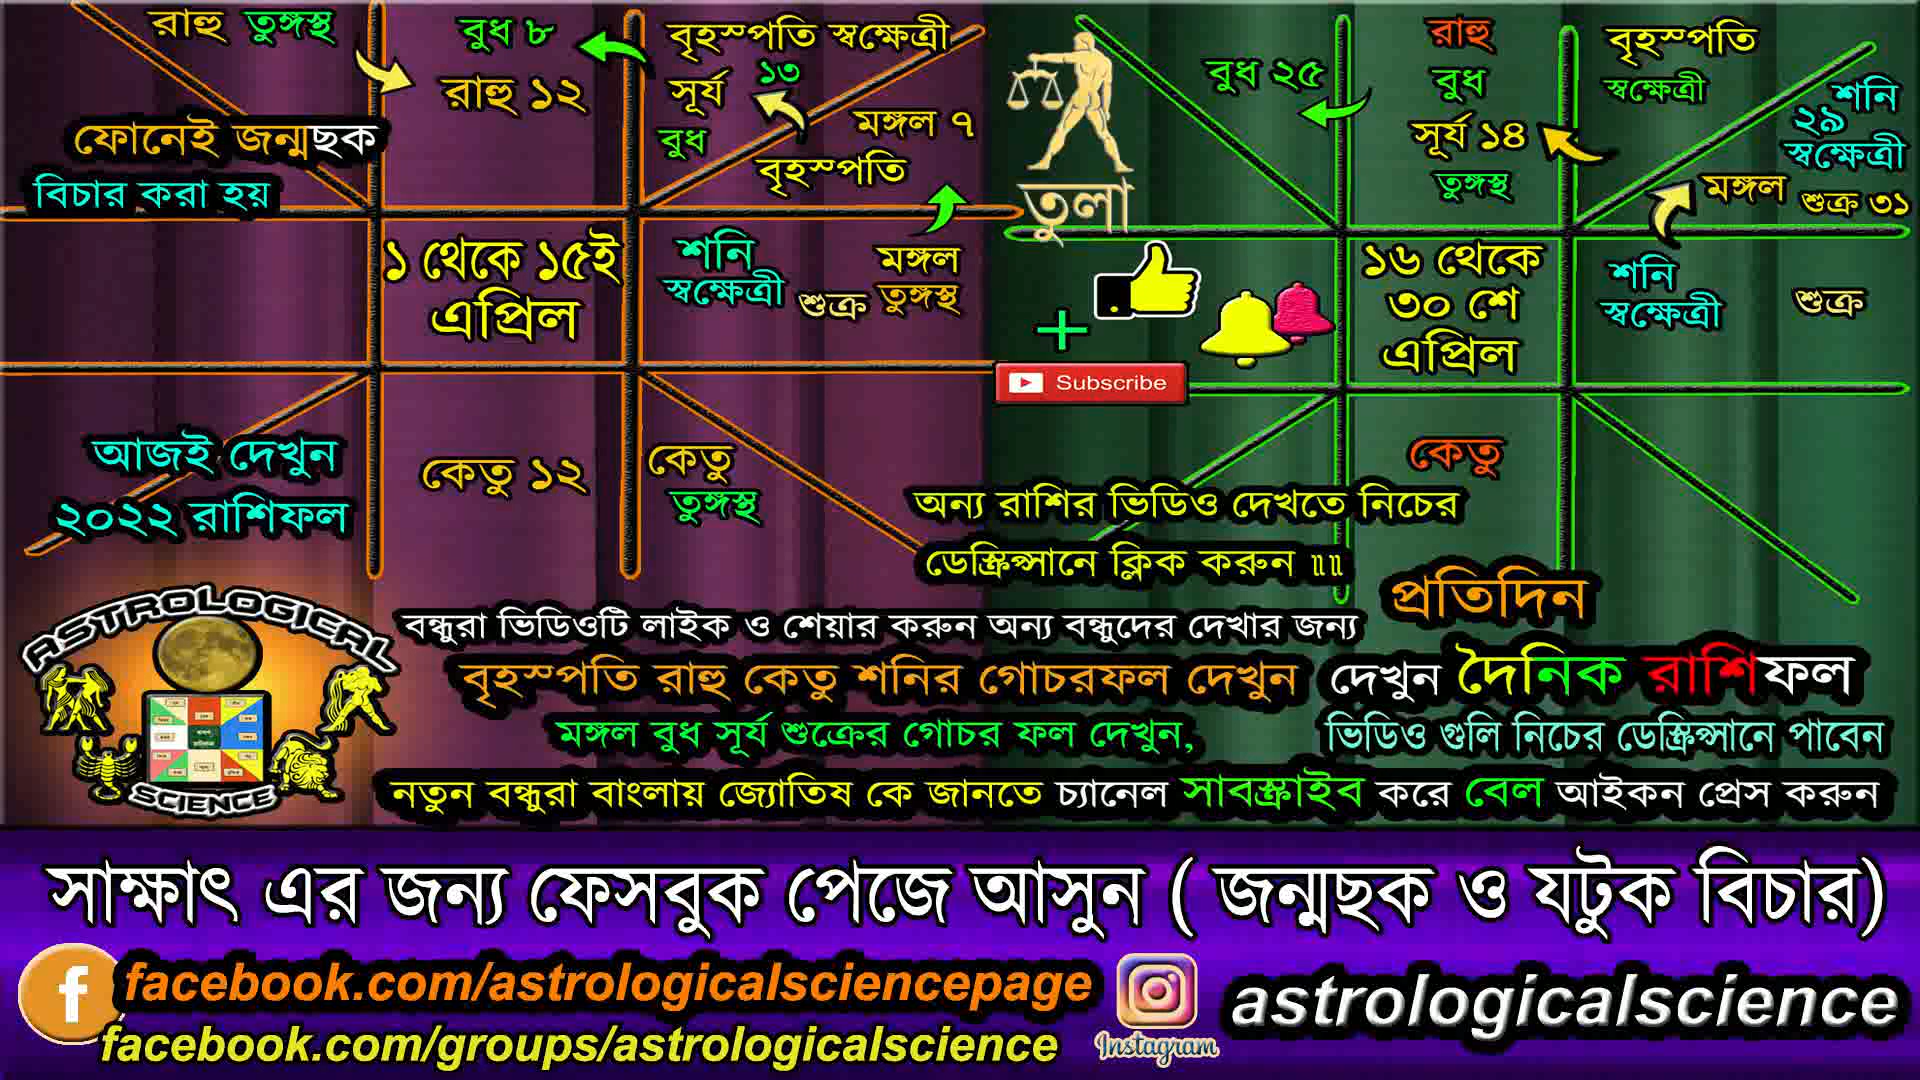 রাহু তুঙ্গস্থ
বুধ ৮
রাহু ১২
বৃহস্পতি স্বক্ষেত্রী
সূর্য ১৩
বুধ
মঙ্গল ৭
বৃহস্পতি
ফোনেই জন্মছক
বিচার করা হয়
১ থেকে ১৫ই
এপ্রিল
শনি
স্বক্ষেত্রী
শুক্র
মঙ্গল
তুঙ্গস্থ
আজই দেখুন
২০২২ রাশিফল
কেতু ১২
কেতু
তুঙ্গস্থ
তুলা
বুধ ২৫
রাহু
বুধ
সূর্য ১৪
তুঙ্গস্থ
বৃহস্পতি
স্বক্ষেত্রী
শনি
২৯
স্বক্ষেত্রী
মঙ্গল
শুক্র ৩১
+
Subscribe
১৬ থেকে
৩০ শে
এপ্রিল
শনি
স্বক্ষেত্রী
শুক্র
কেতু
অন্য রাশির ভিডিও দেখতে নিচের
ডেস্ক্রিপ্সানে ক্লিক করুন
ASTROLOGICAL
SCIENCE
বন্ধুরা ভিডিওটি লাইক ও শেয়ার করুন অন্য বন্ধুদের দেখার জন্য
বৃহস্পতি রাহু কেতু শনির গোচরফল দেখুন
মঙ্গল বুধ সূর্য শুক্রের গোচর ফল দেখুন,
প্রতিদিন
দেখুন দৈনিক রাশিফল
ভিডিও গুলি নিচের ডেস্ক্রিপ্সানে পাবেন
নতুন বন্ধুরা বাংলায় জ্যোতিষ কে জানতে চ্যানেল সাবস্ক্রাইব করে বেল আইকন প্রেস করুন
সাক্ষাৎ এর জন্য ফেসবুক পেজে আসুন ( জন্মছক ও যটুক বিচার)
facebook.com/astrologicalsciencepage
facebook.com/groups/astrologicalscience
Instagram
astrologicalscience